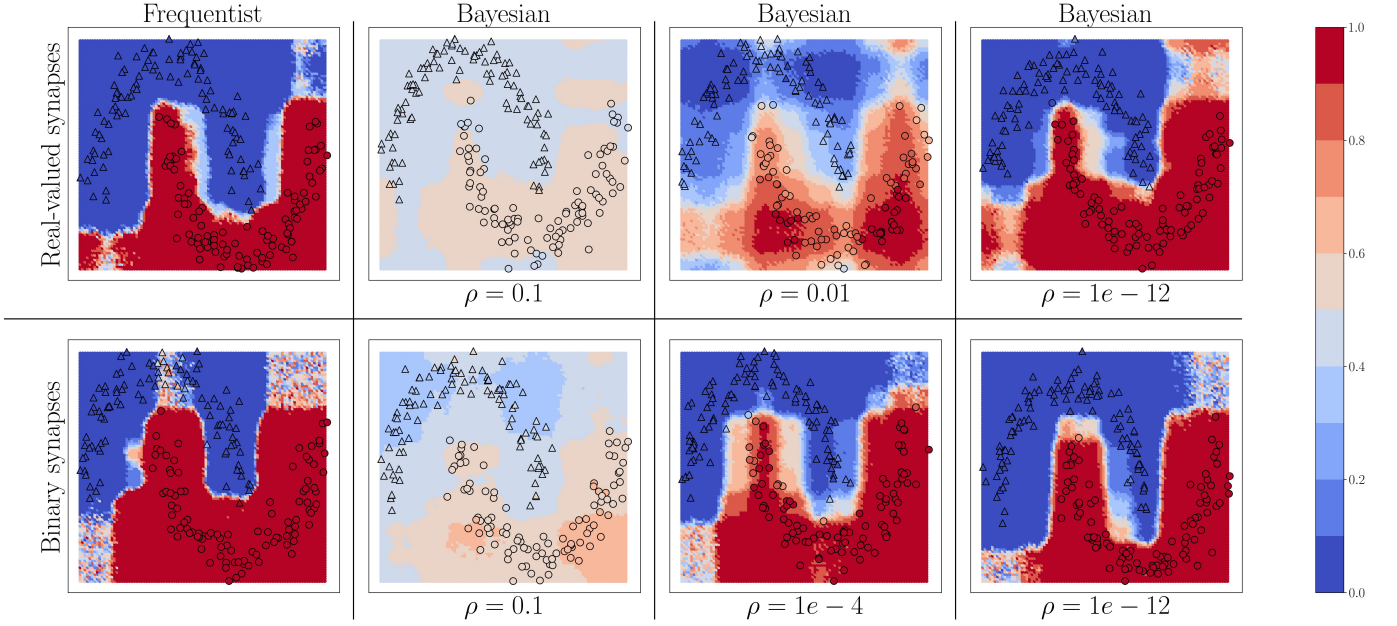 Frequentist Bayesian Bayesian Bayesian
Real-valued synapses
ρ = 0.1 ρ = 0.01 ρ = 1e − 12
Binary synapses
ρ = 0.1 ρ = 1e − 4 ρ = 1e − 12
1.0
0.8
0.6
0.4
0.2
0.0